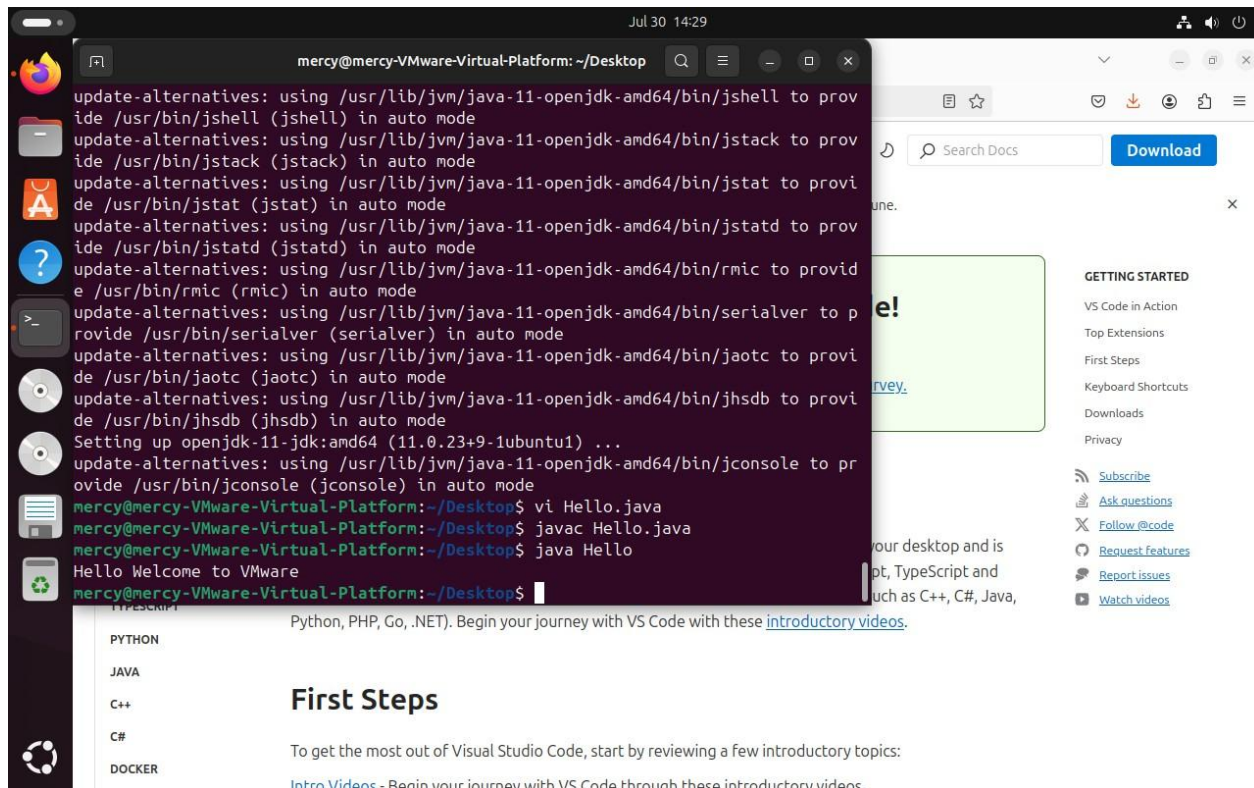 Jul 30 14:29
mercy@mercy-VMware-Virtual-Platform: ~/Desktop
update-alternatives: using /usr/lib/jvm/java-11-openjdk-amd64/bin/jshell to prov
ide /usr/bin/jshell (jshell) in auto mode
update-alternatives: using /usr/lib/jvm/java-11-openjdk-amd64/bin/jstack to prov
ide /usr/bin/jstack (jstack) in auto mode
update-alternatives: using /usr/lib/jvm/java-11-openjdk-amd64/bin/jstat to provi
de /usr/bin/jstat (jstat) in auto mode
update-alternatives: using /usr/lib/jvm/java-11-openjdk-amd64/bin/jstatd to prov
ide /usr/bin/jstatd (jstatd) in auto mode
update-alternatives: using /usr/lib/jvm/java-11-openjdk-amd64/bin/rmic to provid
e /usr/bin/rmic (rmic) in auto mode
update-alternatives: using /usr/lib/jvm/java-11-openjdk-amd64/bin/serialver to p
rovide /usr/bin/serialver (serialver) in auto mode
update-alternatives: using /usr/lib/jvm/java-11-openjdk-amd64/bin/jaotc to provi
de /usr/bin/jaotc (jaotc) in auto mode
update-alternatives: using /usr/lib/jvm/java-11-openjdk-amd64/bin/jhsdb to provi
de /usr/bin/jhsdb (jhsdb) in auto mode
Setting up openjdk-11-jdk:amd64 (11.0.23+9-1ubuntu1) ...
update-alternatives: using /usr/lib/jvm/java-11-openjdk-amd64/bin/jconsole to pr
ovide /usr/bin/jconsole (jconsole) in auto mode
mercy@mercy-VMware-Virtual-Platform:~/Desktop$ vi Hello.java
mercy@mercy-VMware-Virtual-Platform:~/Desktop$ javac Hello.java
mercy@mercy-VMware-Virtual-Platform:~/Desktop$ java Hello
Hello Welcome to VMware
mercy@mercy-VMware-Virtual-Platform:~/Desktop$
Search Docs
Download
une.
e!
rvey.
your desktop and is
pt, TypeScript and
uch as C++, C#, Java,
Python, PHP, Go, .NET). Begin your journey with VS Code with these introductory videos.
First Steps
To get the most out of Visual Studio Code, start by reviewing a few introductory topics:
Intro Videos - Begin your journey with VS Code through these introductory videos.
TYPESCRIPT
PYTHON
JAVA
C++
C#
DOCKER
GETTING STARTED
VS Code in Action
Top Extensions
First Steps
Keyboard Shortcuts
Downloads
Privacy
Subscribe
Ask questions
Follow @code
Request features
Report issues
Watch videos